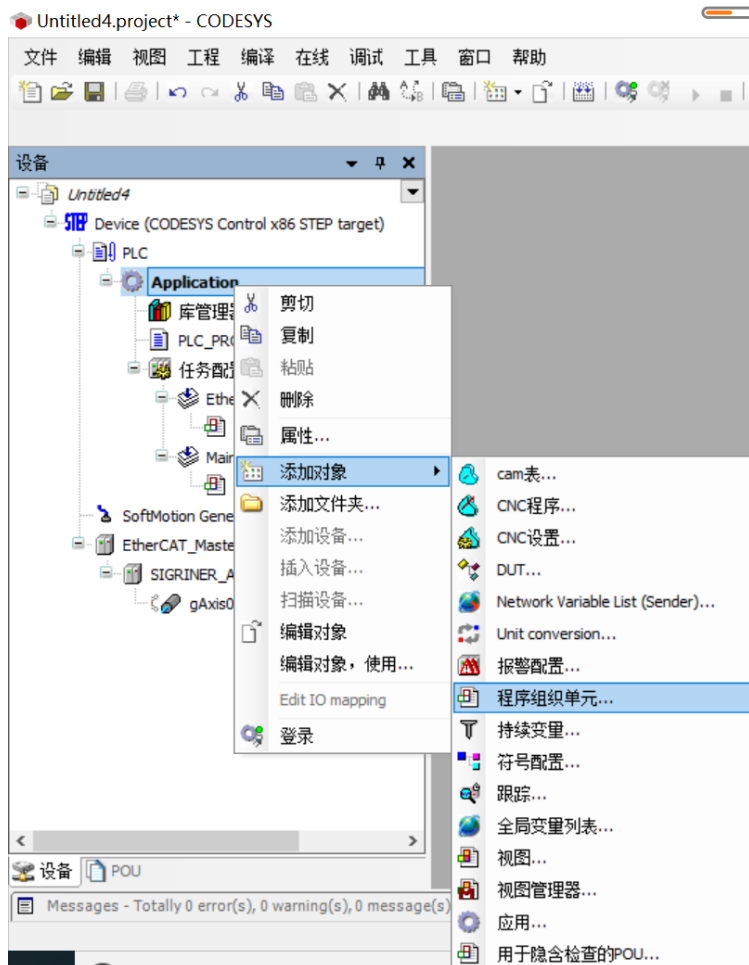 Untitled4.project* - CODESYS
文件 编辑 视图 工程 编译 在线 调试 工具 窗口 帮助
设备
Untitled4
STEP Device (CODESYS Control x86 STEP target)
PLC
Application
库管理
PLC_PR
任务配
Ethe
Main
SoftMotion Gene
EtherCAT_Maste
SIGRINER_A
gAxis0
剪切
复制
粘贴
删除
属性...
添加对象
添加文件夹...
添加设备...
插入设备...
扫描设备...
编辑对象
编辑对象，使用...
Edit IO mapping
登录
cam表...
CNC程序...
CNC设置...
DUT...
Network Variable List (Sender)...
Unit conversion...
报警配置...
程序组织单元...
持续变量...
符号配置...
跟踪...
全局变量列表...
视图...
视图管理器...
应用...
用于隐含检查的POU...
设备 POU
Messages - Totally 0 error(s), 0 warning(s), 0 message(s)